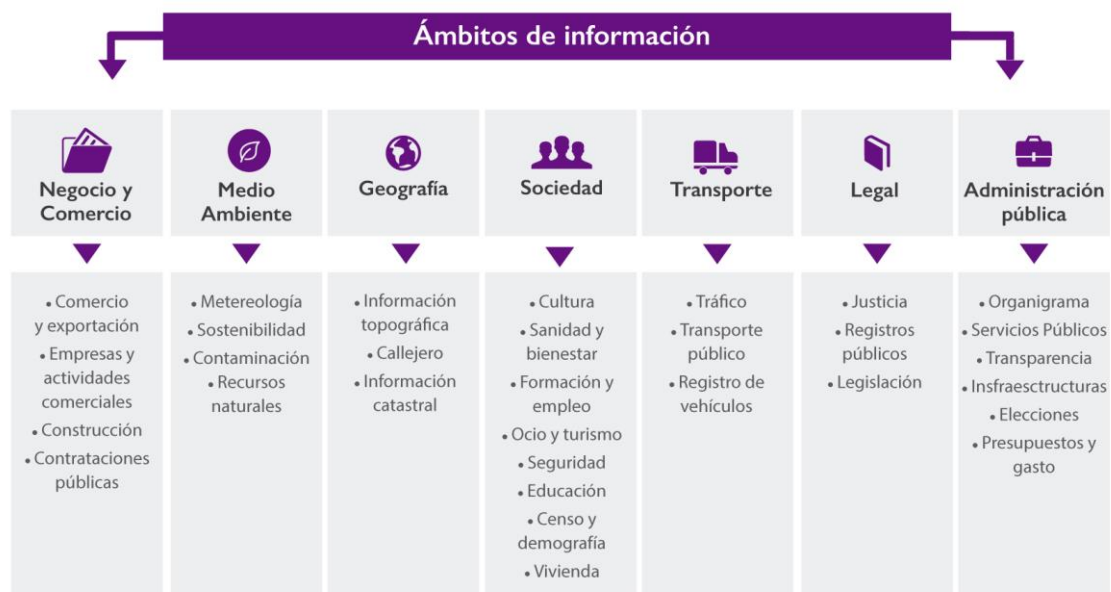 Ámbitos de información
Negocio y
Comercio
• Comercio
y exportación
• Empresas y
actividades
comerciales
• Construcción
• Contrataciones
públicas
Medio
Ambiente
• Metereología
• Sostenibilidad
• Contaminación
• Recursos
naturales
Geografía
• Información
topográfica
• Callejero
• Información
catastral
Sociedad
• Cultura
• Sanidad y
bienestar
• Formación y
empleo
• Ocio y turismo
• Seguridad
• Educación
• Censo y
demografía
• Vivienda
Transporte
• Tráfico
• Transporte
público
• Registro de
vehículos
Legal
• Justicia
• Registros
públicos
• Legislación
Administración
pública
• Organigrama
• Servicios Públicos
• Transparencia
• Insfraesctructuras
• Elecciones
• Presupuestos y
gasto